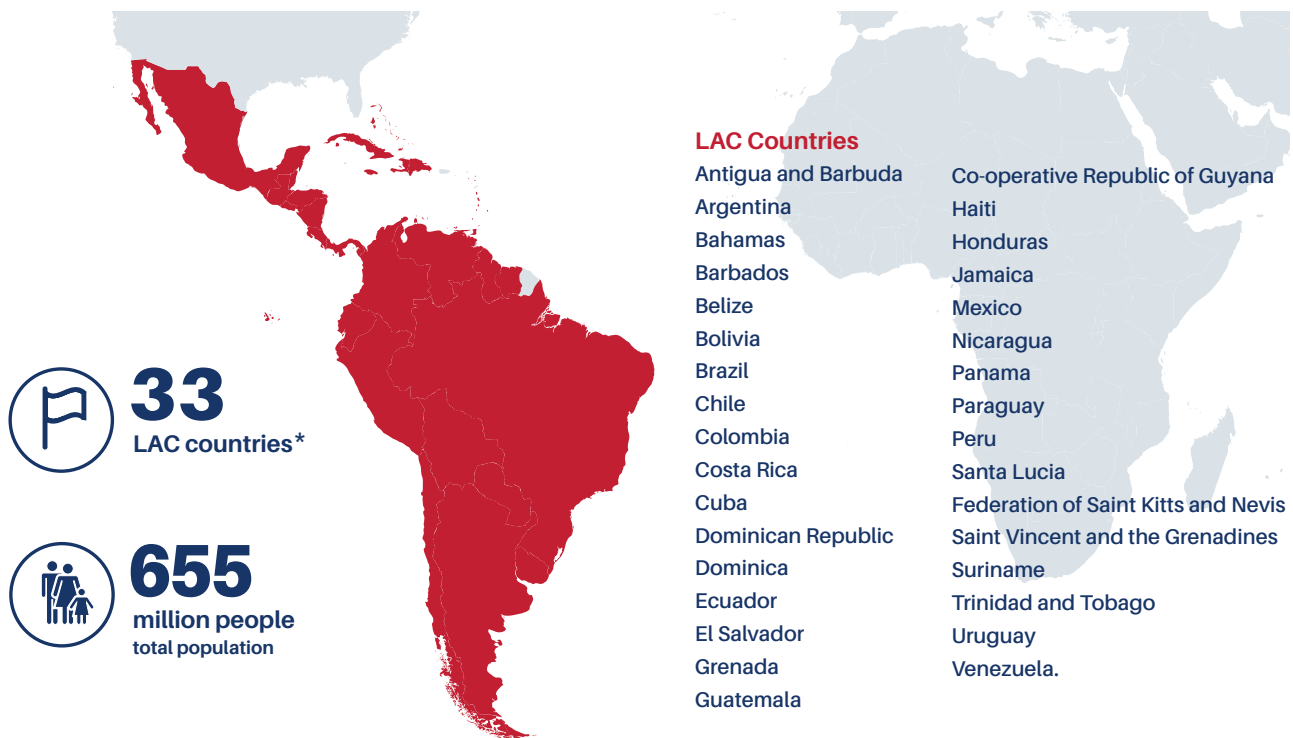 33
LAC countries*
655
million people
total population
LAC Countries
Antigua and Barbuda
Argentina
Bahamas
Barbados
Belize
Bolivia
Brazil
Chile
Colombia
Costa Rica
Cuba
Dominican Republic
Dominica
Ecuador
El Salvador
Grenada
Guatemala
Co-operative Republic of Guyana
Haiti
Honduras
Jamaica
Mexico
Nicaragua
Panama
Paraguay
Peru
Santa Lucia
Federation of Saint Kitts and Nevis
Saint Vincent and the Grenadines
Suriname
Trinidad and Tobago
Uruguay
Venezuela.